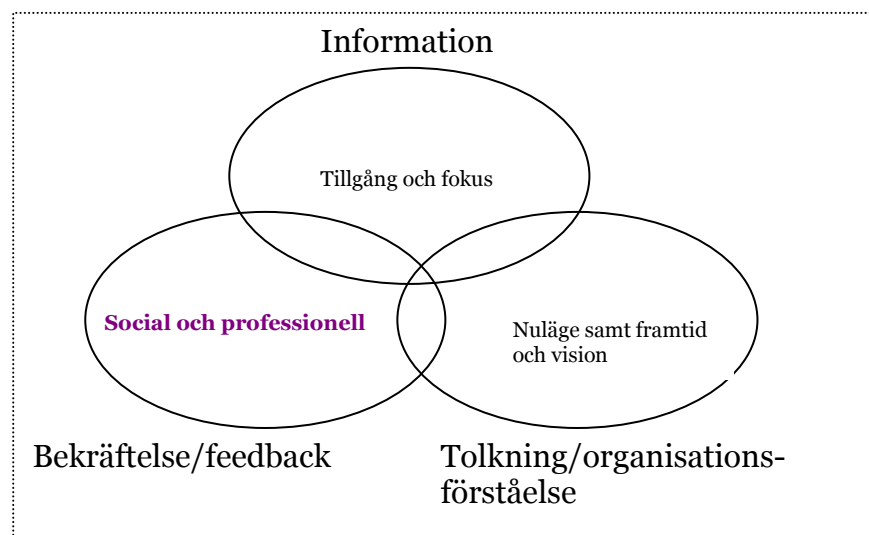 Information
Tillgång och fokus
Social och professionell
Nuläge samt framtid
och vision
Bekräftelse/feedback
Tolkning/organisations-
förståelse